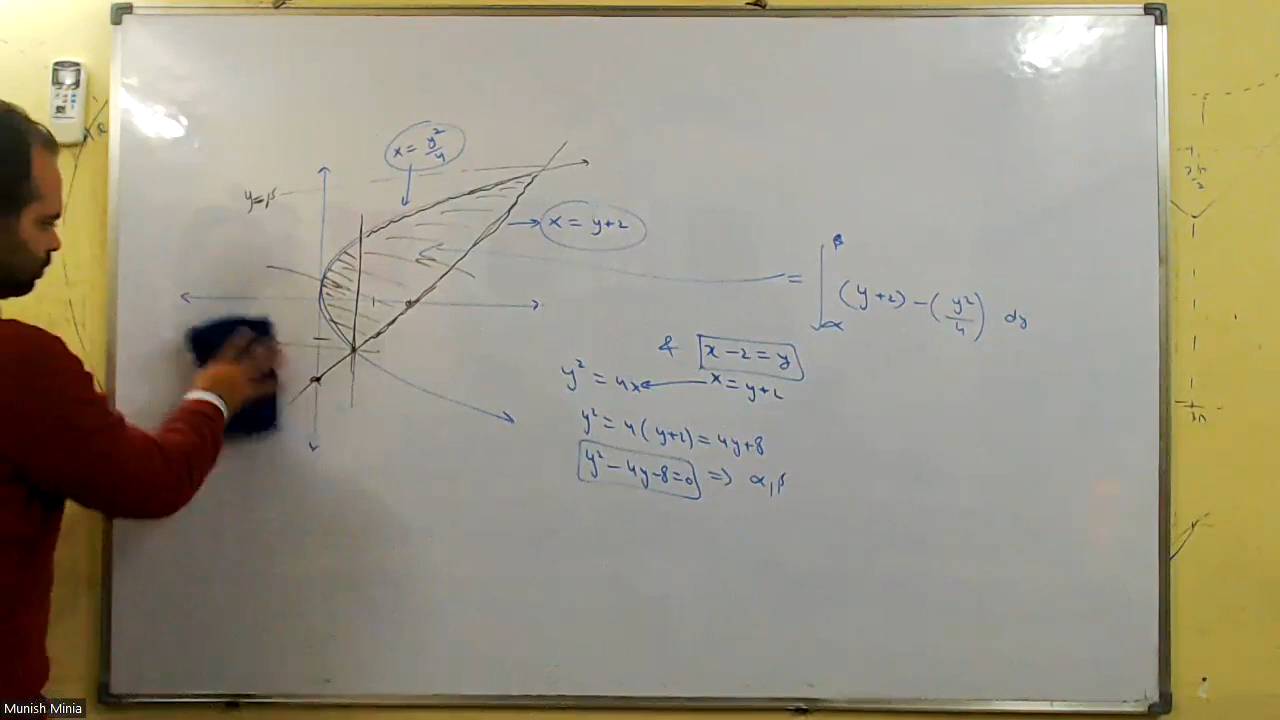 x = y²/4
y = β
→ x = y+2
= ∫_α^β (y+2) − (y²/4) dy
& x−2 = y
y² = 4x ← x = y+2
y² = 4(y+2) = 4y+8
y²−4y−8=0 ⇒ α, β
Munish Minia